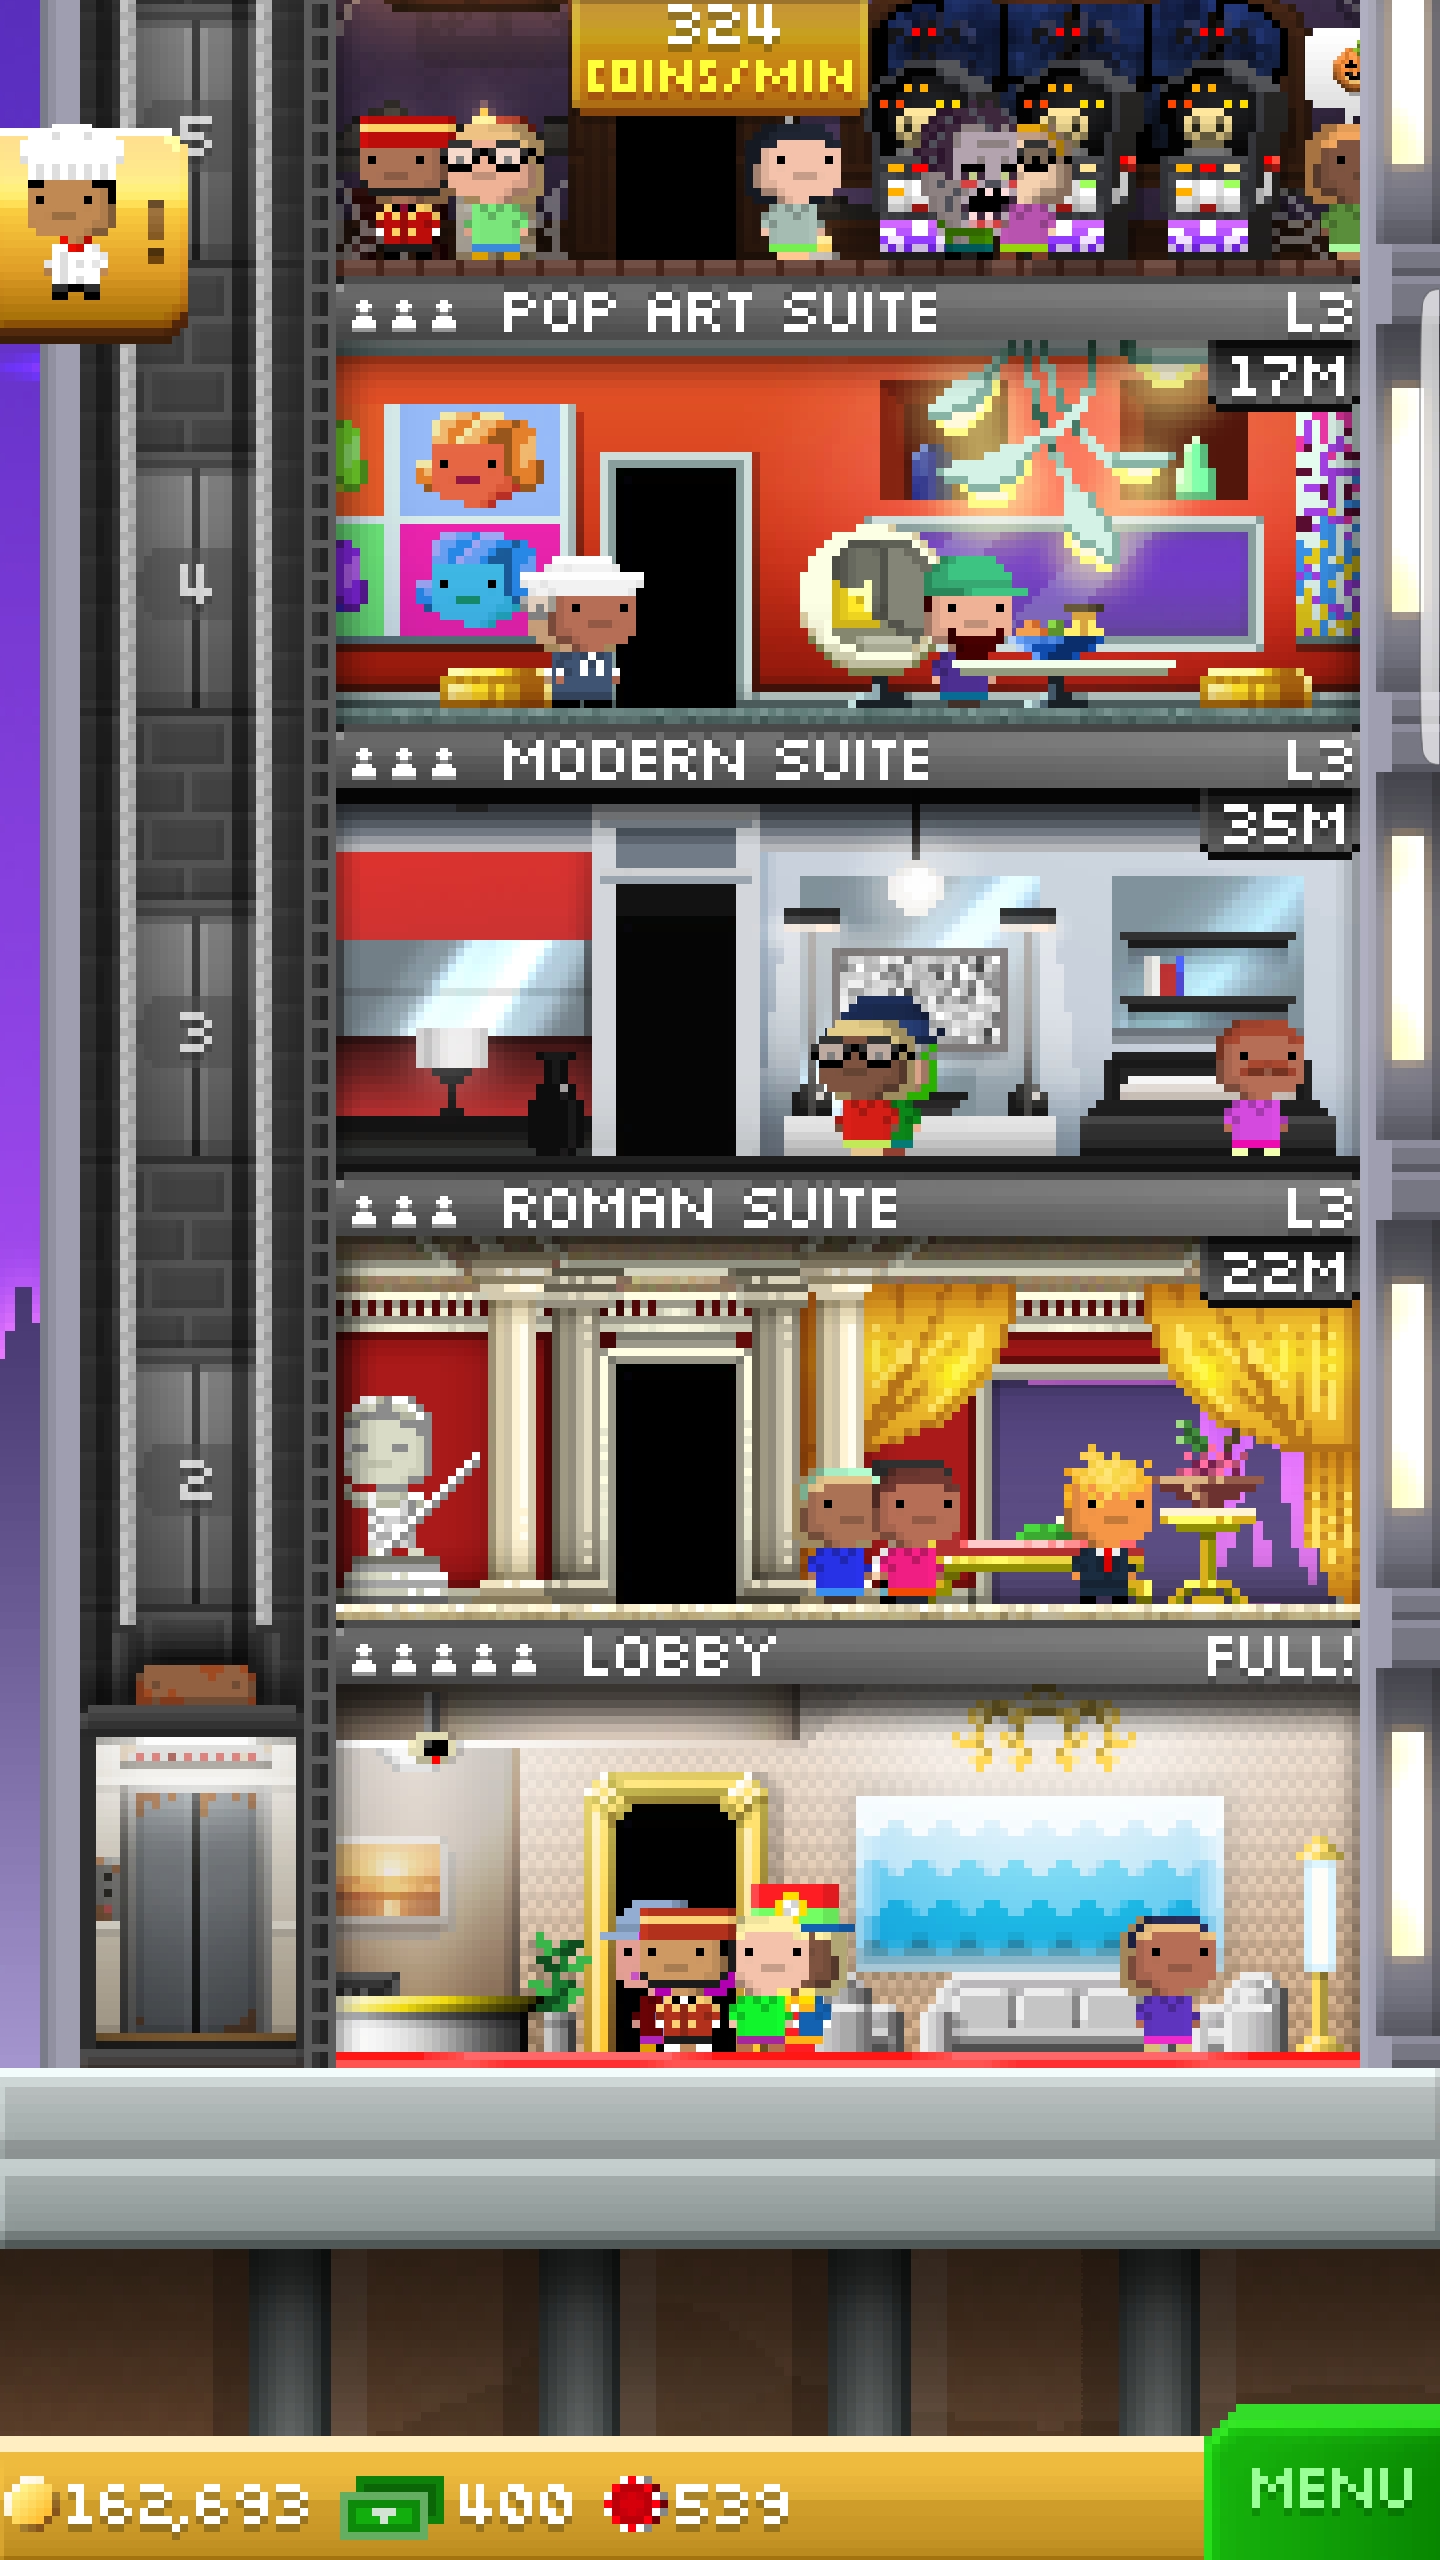 324
COINS/MIN
5
!
POP ART SUITE L3
17M
4
MODERN SUITE L3
35M
3
ROMAN SUITE L3
22M
2
LOBBY FULL!
162,693 400 539
MENU